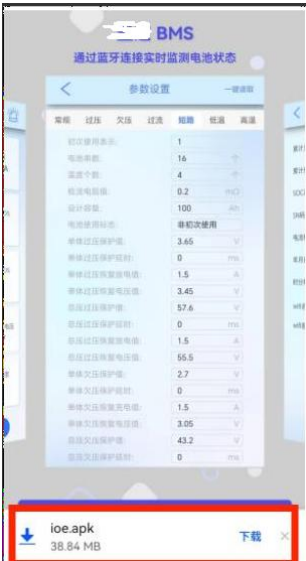 BMS
通过蓝牙连接实时监测电池状态
参数设置
一键读取
常规 过压 欠压 过流 短路 低温 高温
初次使用表示: 1
电池串数: 16 个
温度个数: 4 个
检流电阻值: 0.2 mΩ
设计容量: 100 Ah
电池使用标志: 非初次使用
单体过压保护值: 3.65 V
单体过压保护延时: 0 ms
单体过压恢复放电值: 1.5 A
单体过压恢复电压值: 3.45 V
总压过压保护值: 57.6 V
总压过压保护延时: 0 ms
总压过压恢复放电值: 1.5 A
总压过压恢复电压值: 55.5 V
单体欠压保护值: 2.7 V
单体欠压保护延时: 0 ms
单体欠压恢复充电值: 1.5 A
单体欠压恢复电压值: 3.05 V
总压欠压保护值: 43.2 V
总压欠压保护延时: 0 ms
ioe.apk
38.84 MB
下载